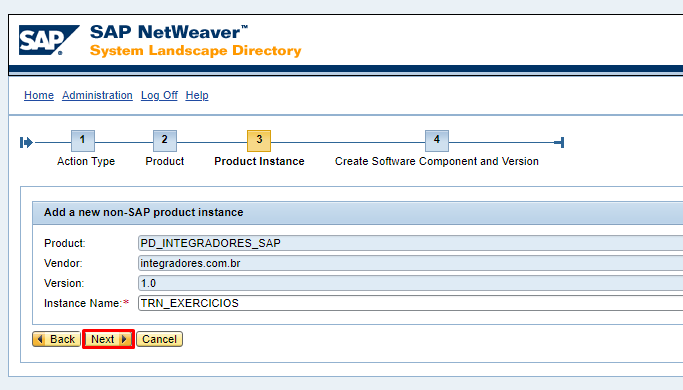 SAP SAP NetWeaver™
System Landscape Directory
Home Administration Log Off Help
1 2 3 4
Action Type Product Product Instance Create Software Component and Version
Add a new non-SAP product instance
Product: PD_INTEGRADORES_SAP
Vendor: integradores.com.br
Version: 1.0
Instance Name:* TRN_EXERCICIOS
Back Next Cancel